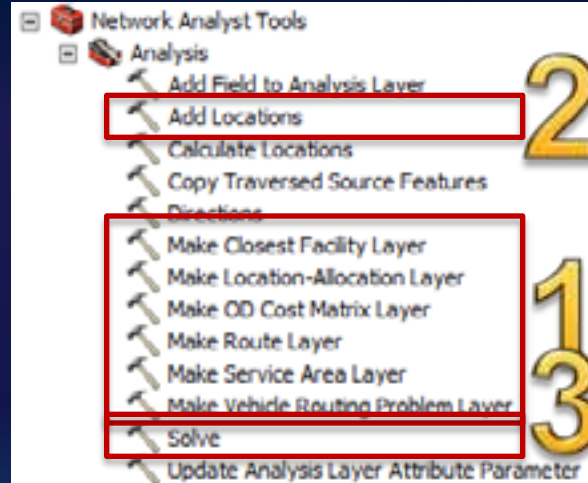 Network Analyst Tools
Analysis
Add Field to Analysis Layer
Add Locations
2
Calculate Locations
Copy Traversed Source Features
Directions
Make Closest Facility Layer
Make Location-Allocation Layer
Make OD Cost Matrix Layer
1
Make Route Layer
Make Service Area Layer
Make Vehicle Routing Problem Layer
3
Solve
Update Analysis Layer Attribute Parameter